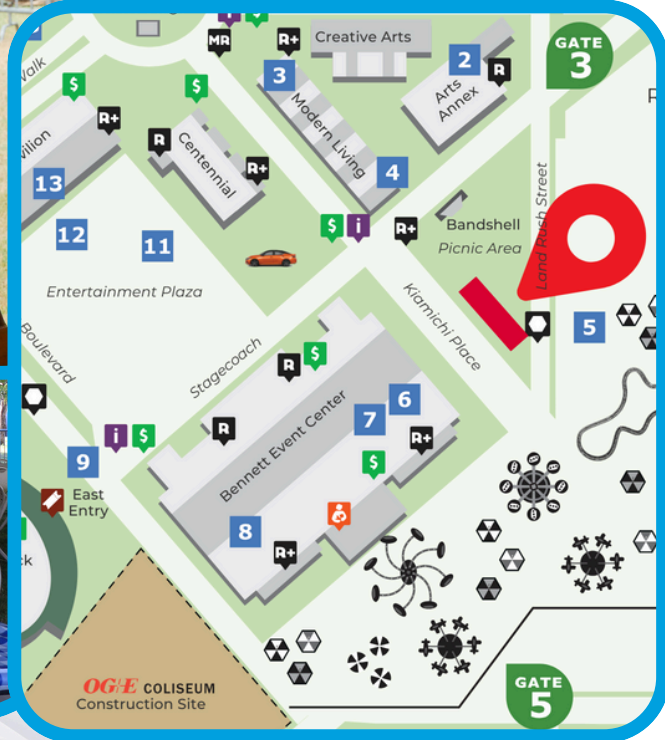 i
$
MR
R+
Creative Arts
GATE
3
2
R
Walk
$
$
3
Arts
Annex
R+
R
Modern Living
Centennial
R+
13
4
Land Rush Street
12
11
$
i
R+
Bandshell
Picnic Area
Entertainment Plaza
5
Kiamichi Place
Boulevard
Stagecoach
R
$
6
7
R
Bennett Event Center
R+
i
$
9
$
East
Entry
8
R+
OG/E COLISEUM
Construction Site
GATE
5